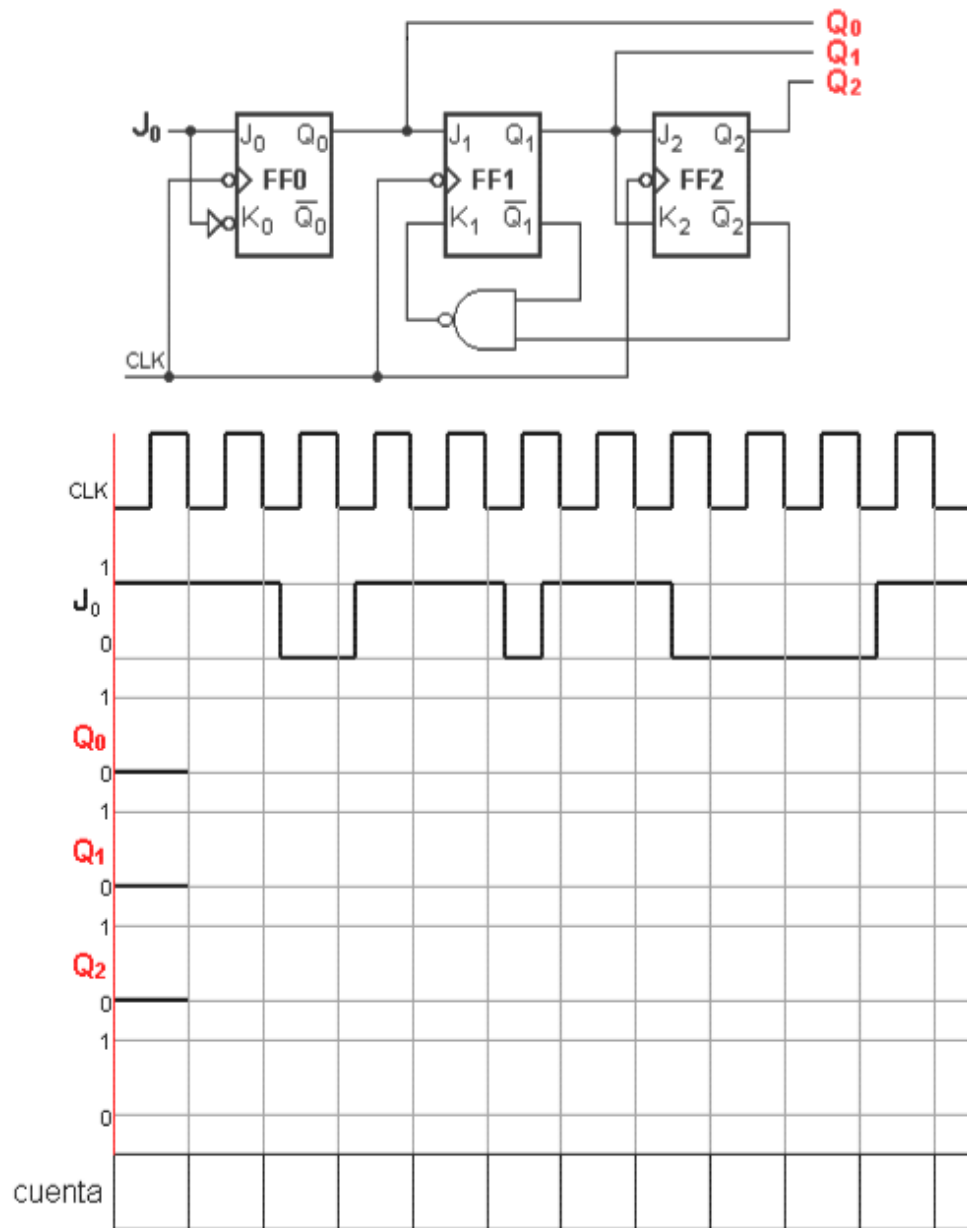 Q₀
Q₁
Q₂
J₀
J₀ Q₀ J₁ Q₁ J₂ Q₂
FF0 FF1 FF2
K₀ Q̅₀ K₁ Q̅₁ K₂ Q̅₂
CLK
CLK
1
J₀
0
1
Q₀
0
1
Q₁
0
1
Q₂
0
1
0
cuenta